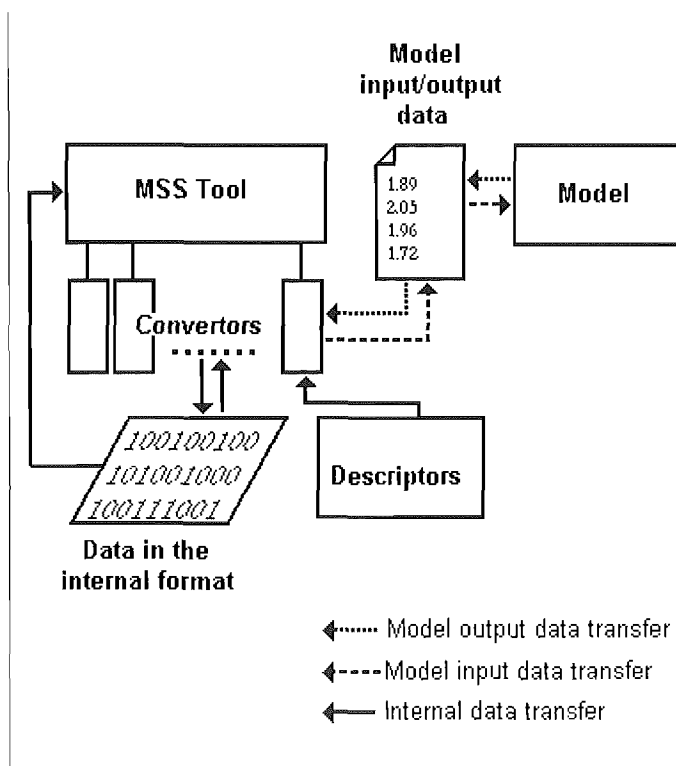 Model
input/output
data
MSS Tool
1.89
2.05
1.96
1.72
Model
Convertors
100100100
101001000
100111001
Descriptors
Data in the
internal format
Model output data transfer
Model input data transfer
Internal data transfer